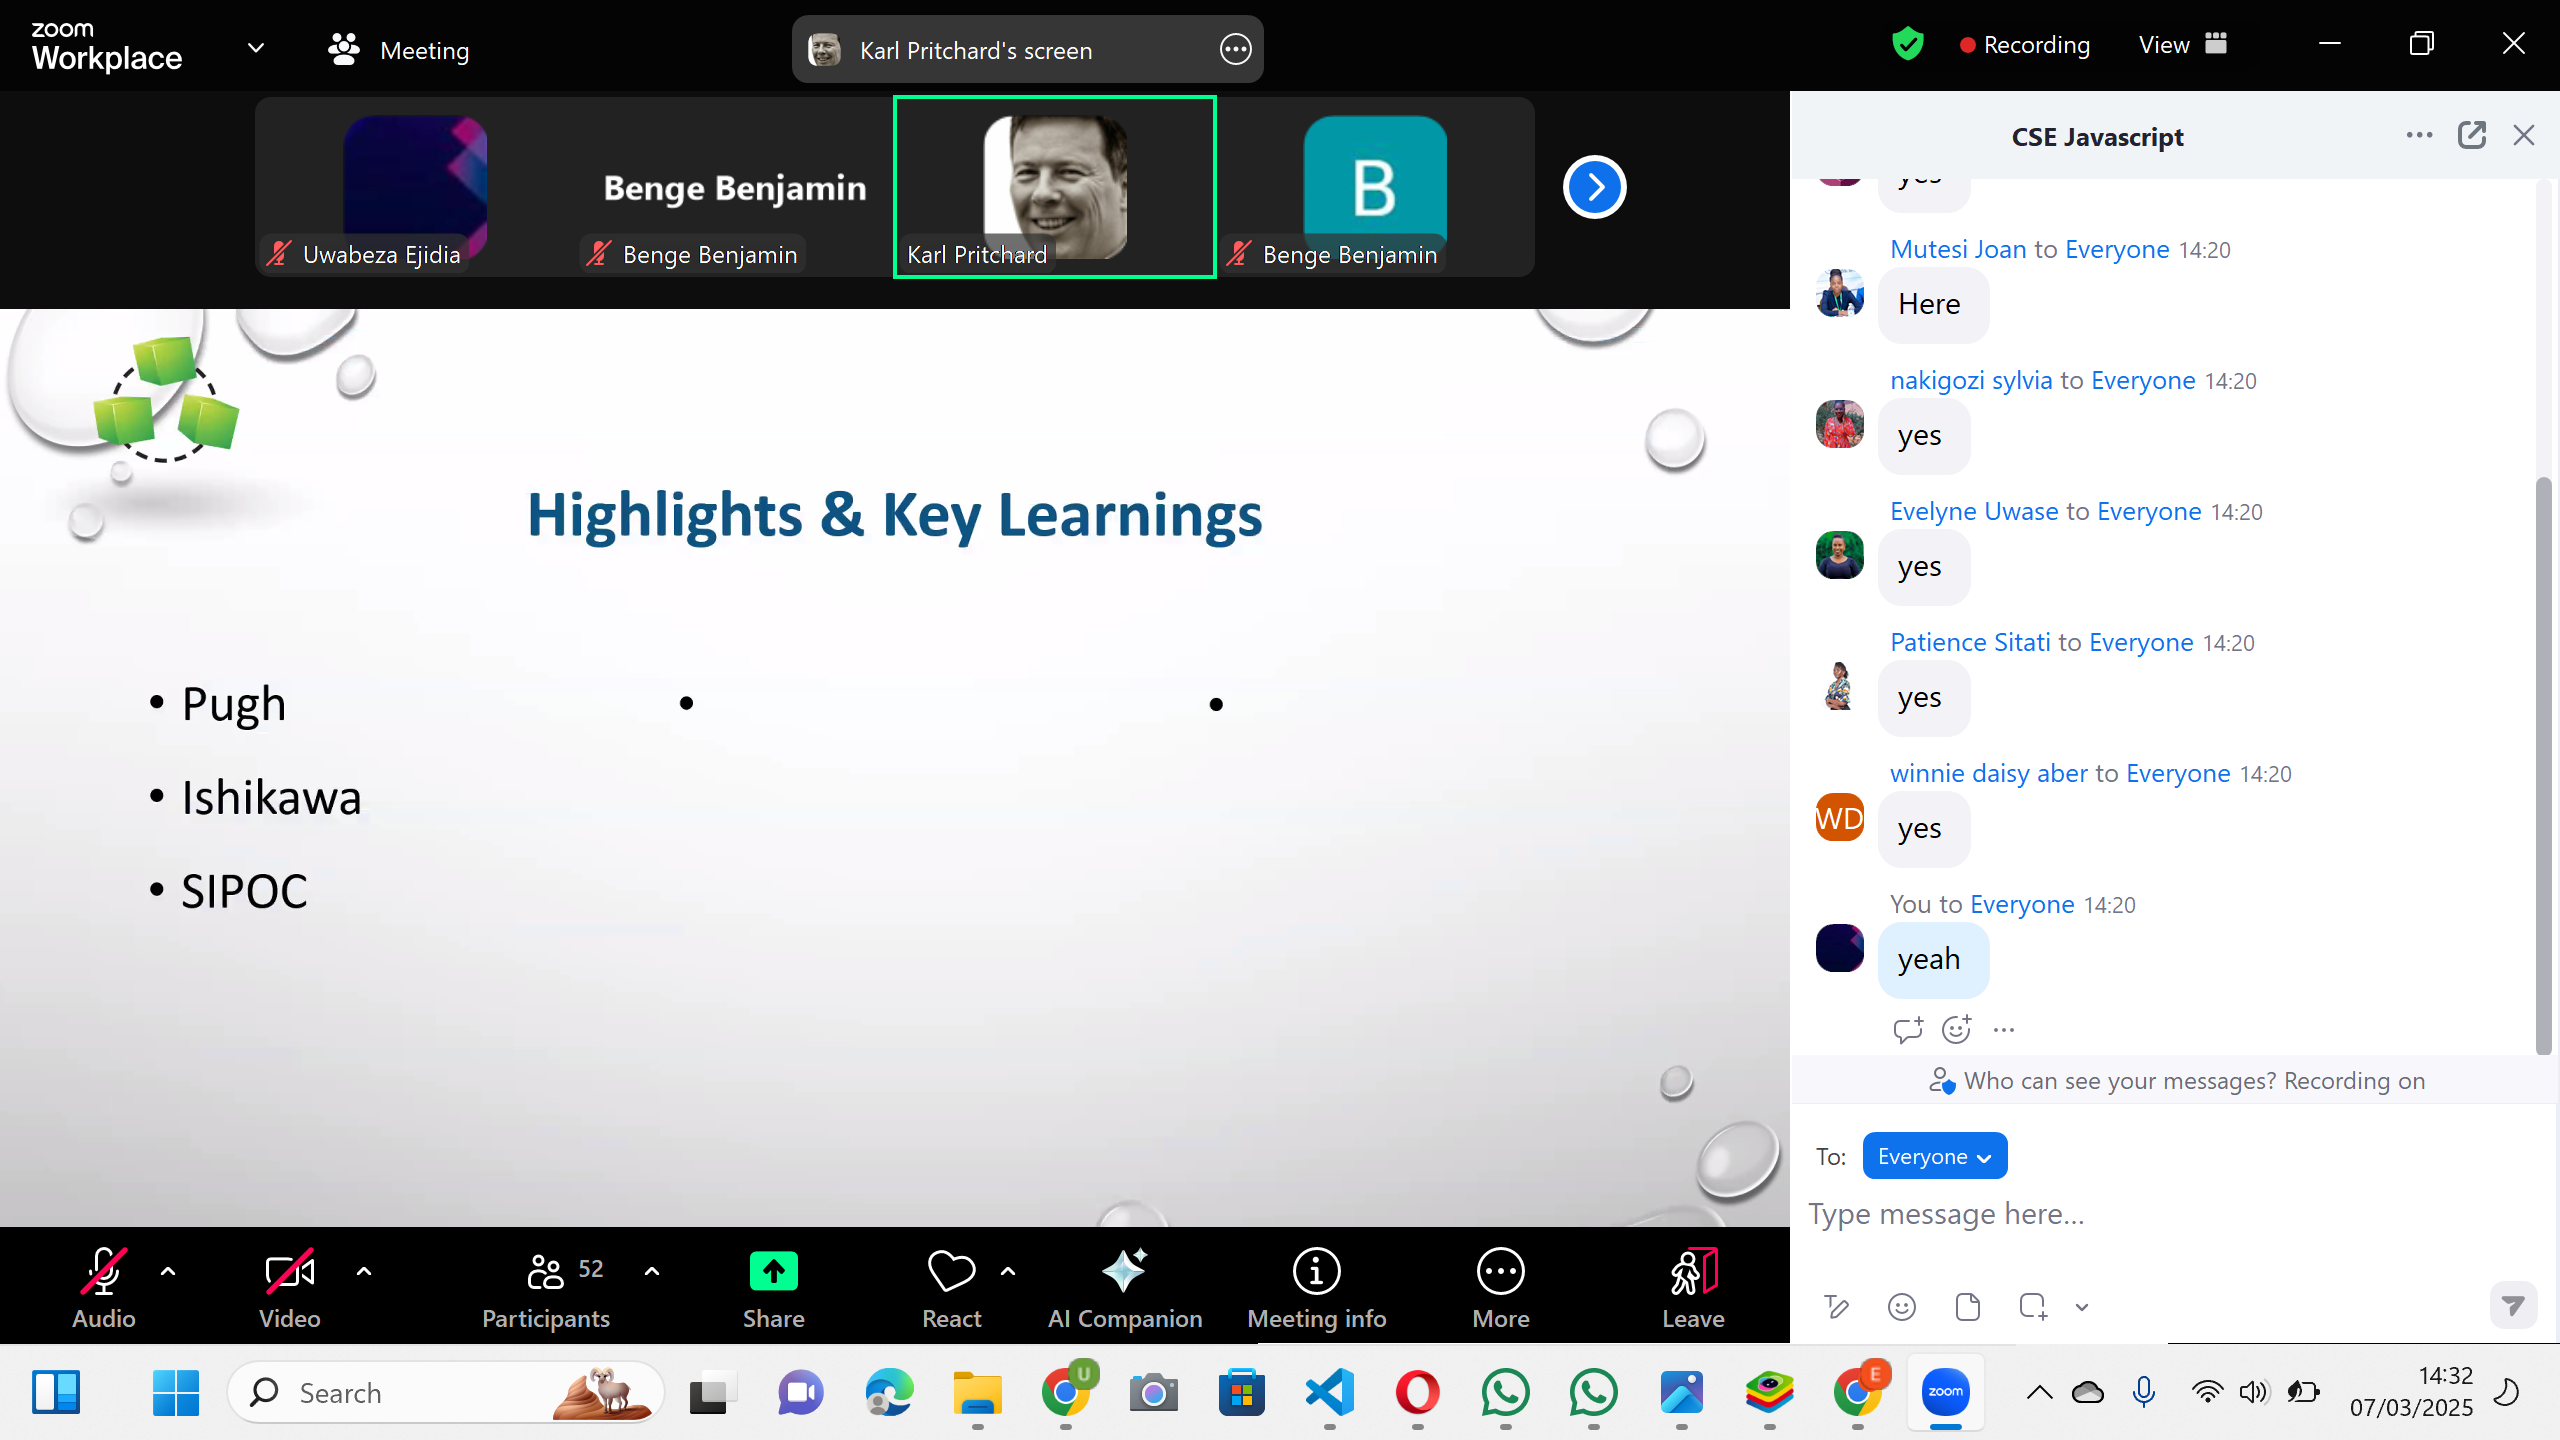 zoom
Workplace
Meeting
Karl Pritchard's screen
Recording
View
Uwabeza Ejidia
Benge Benjamin
Benge Benjamin
Karl Pritchard
B
Benge Benjamin
Highlights & Key Learnings
• Pugh
• Ishikawa
• SIPOC
•
•
CSE Javascript
yes
Mutesi Joan to Everyone 14:20
Here
nakigozi sylvia to Everyone 14:20
yes
Evelyne Uwase to Everyone 14:20
yes
Patience Sitati to Everyone 14:20
yes
winnie daisy aber to Everyone 14:20
WD
yes
You to Everyone 14:20
yeah
Who can see your messages? Recording on
To: Everyone
Type message here...
Audio
Video
52
Participants
Share
React
AI Companion
Meeting info
More
Leave
Search
U
E
zoom
14:32
07/03/2025